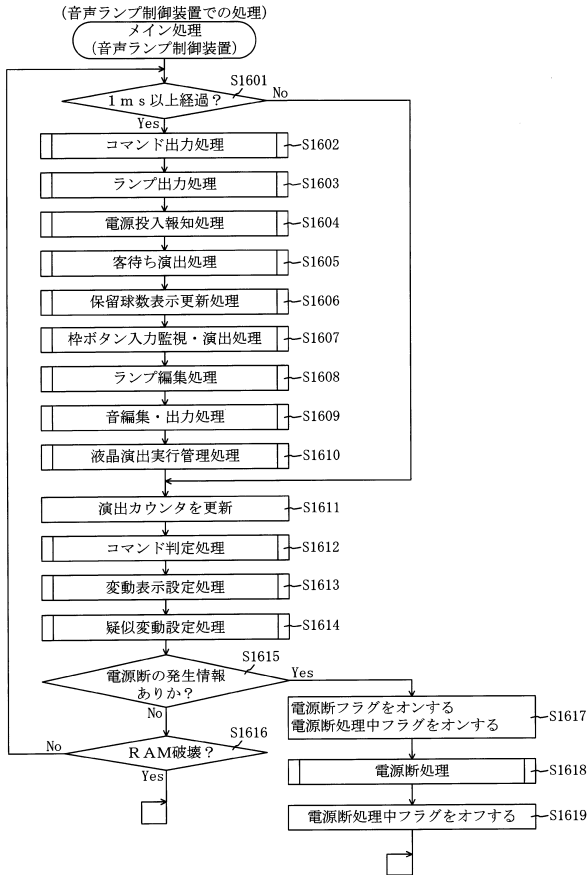 (音声ランプ制御装置での処理)
メイン処理
(音声ランプ制御装置)
S1601
1ms以上経過?
No
Yes
コマンド出力処理
S1602
ランプ出力処理
S1603
電源投入報知処理
S1604
客待ち演出処理
S1605
保留球数表示更新処理
S1606
枠ボタン入力監視・演出処理
S1607
ランプ編集処理
S1608
音編集・出力処理
S1609
液晶演出実行管理処理
S1610
演出カウンタを更新
S1611
コマンド判定処理
S1612
変動表示設定処理
S1613
疑似変動設定処理
S1614
S1615
電源断の発生情報
ありか?
Yes
No
S1616
RAM破壊?
No
Yes
電源断フラグをオンする
電源断処理中フラグをオンする
S1617
電源断処理
S1618
電源断処理中フラグをオフする
S1619